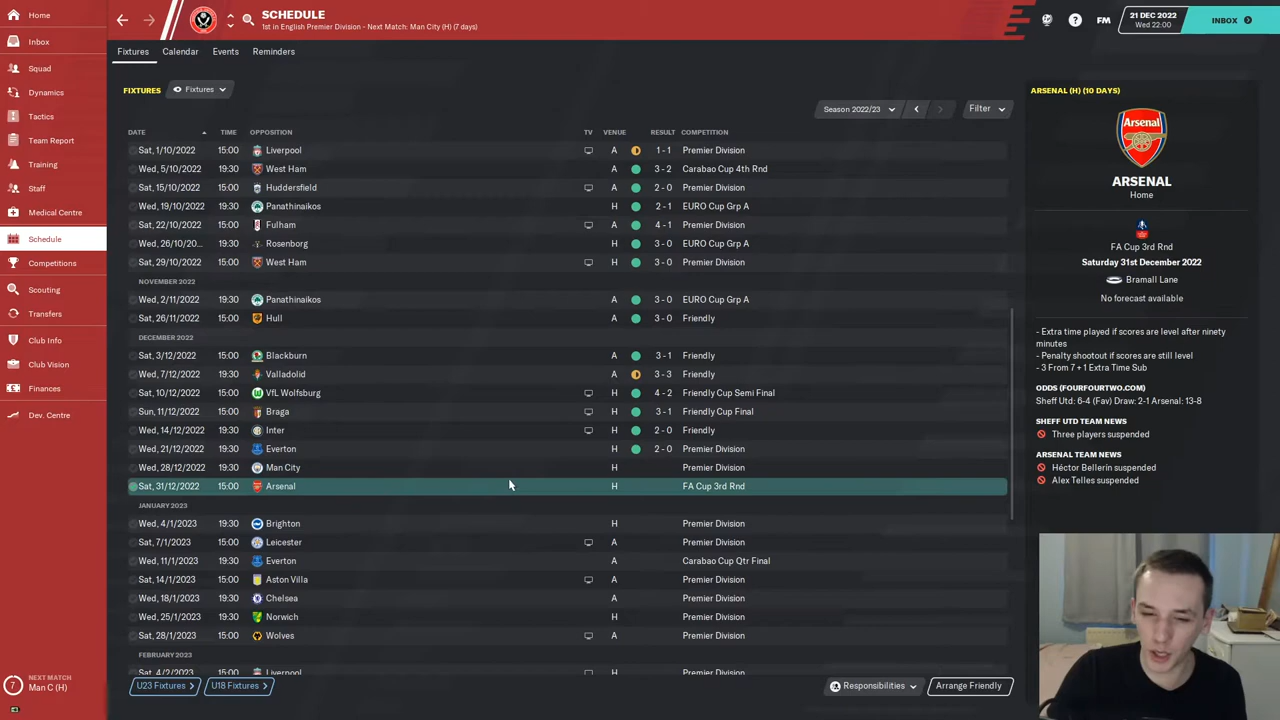 Home
Inbox
Squad
Dynamics
Tactics
Team Report
Training
Staff
Medical Centre
Schedule
Competitions
Scouting
Transfers
Club Info
Club Vision
Finances
Dev. Centre
NEXT MATCH
7 Man C (H)
SCHEDULE
1st in English Premier Division - Next Match: Man City (H) (7 days)
? FM
21 DEC 2022
Wed 22:00
INBOX
Fixtures Calendar Events Reminders
FIXTURES Fixtures
Season 2022/23 Filter
DATE TIME OPPOSITION TV VENUE RESULT COMPETITION
Sat, 1/10/2022 15:00 Liverpool A 1 - 1 Premier Division
Wed, 5/10/2022 19:30 West Ham A 3 - 2 Carabao Cup 4th Rnd
Sat, 15/10/2022 15:00 Huddersfield A 2 - 0 Premier Division
Wed, 19/10/2022 19:30 Panathinaikos H 2 - 1 EURO Cup Grp A
Sat, 22/10/2022 15:00 Fulham A 4 - 1 Premier Division
Wed, 26/10/20... 19:30 Rosenborg H 3 - 0 EURO Cup Grp A
Sat, 29/10/2022 15:00 West Ham H 3 - 0 Premier Division
NOVEMBER 2022
Wed, 2/11/2022 19:30 Panathinaikos A 3 - 0 EURO Cup Grp A
Sat, 26/11/2022 15:00 Hull A 3 - 0 Friendly
DECEMBER 2022
Sat, 3/12/2022 15:00 Blackburn A 3 - 1 Friendly
Wed, 7/12/2022 19:30 Valladolid A 3 - 3 Friendly
Sat, 10/12/2022 15:00 VfL Wolfsburg H 4 - 2 Friendly Cup Semi Final
Sun, 11/12/2022 15:00 Braga H 3 - 1 Friendly Cup Final
Wed, 14/12/2022 19:30 Inter H 2 - 0 Friendly
Wed, 21/12/2022 19:30 Everton H 2 - 0 Premier Division
Wed, 28/12/2022 19:30 Man City H Premier Division
Sat, 31/12/2022 15:00 Arsenal H FA Cup 3rd Rnd
JANUARY 2023
Wed, 4/1/2023 19:30 Brighton H Premier Division
Sat, 7/1/2023 15:00 Leicester A Premier Division
Wed, 11/1/2023 19:30 Everton A Carabao Cup Qtr Final
Sat, 14/1/2023 15:00 Aston Villa A Premier Division
Wed, 18/1/2023 19:30 Chelsea A Premier Division
Wed, 25/1/2023 19:30 Norwich H Premier Division
Sat, 28/1/2023 15:00 Wolves A Premier Division
FEBRUARY 2023
Sat, 4/2/2023 15:00 Liverpool H Premier Division
U23 Fixtures U18 Fixtures Responsibilities Arrange Friendly
ARSENAL (H) (10 DAYS)
Arsenal
ARSENAL
Home
FA Cup 3rd Rnd
Saturday 31st December 2022
Bramall Lane
No forecast available
- Extra time played if scores are level after ninety
minutes
- Penalty shootout if scores are still level
- 3 From 7 + 1 Extra Time Sub
ODDS (FOURFOURTWO.COM)
Sheff Utd: 6-4 (Fav) Draw: 2-1 Arsenal: 13-8
SHEFF UTD TEAM NEWS
Three players suspended
ARSENAL TEAM NEWS
Héctor Bellerín suspended
Alex Telles suspended